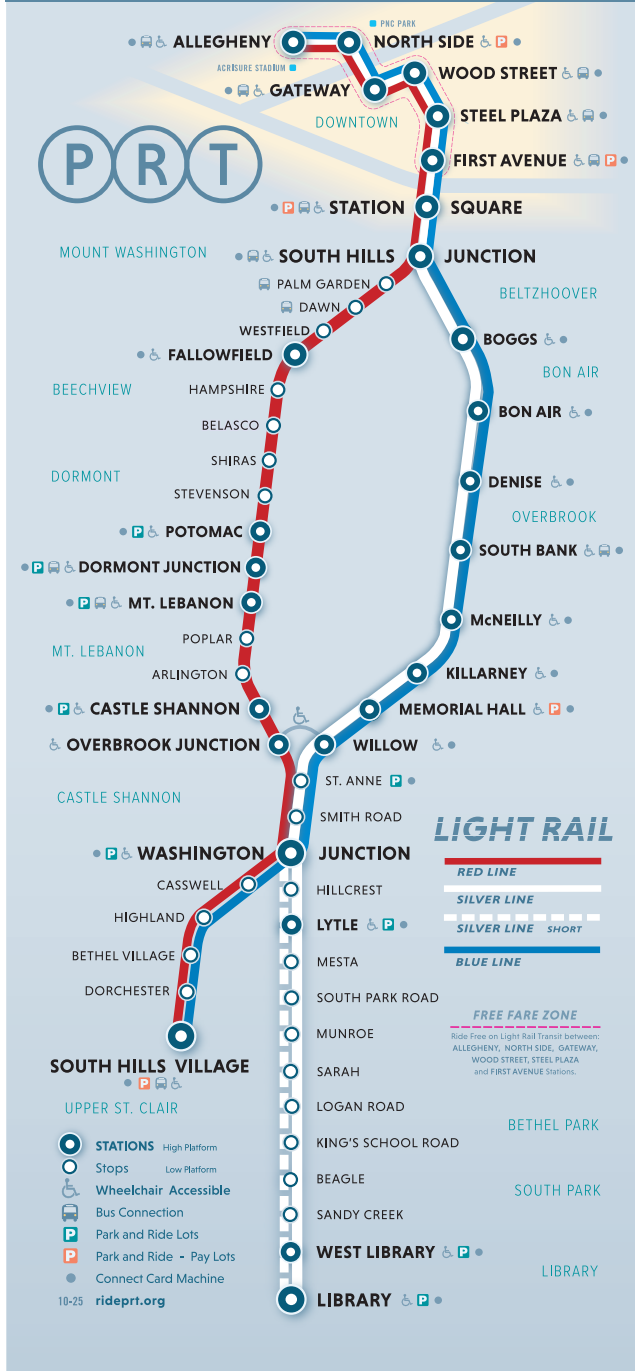 PNC PARK
ALLEGHENY
NORTH SIDE P
ACRISURE STADIUM
WOOD STREET
GATEWAY
DOWNTOWN
STEEL PLAZA
PRT
FIRST AVENUE P
P STATION SQUARE
MOUNT WASHINGTON
SOUTH HILLS JUNCTION
PALM GARDEN
BELTZHOOVER
DAWN
WESTFIELD
BOGGS
FALLOWFIELD
BON AIR
BEECHVIEW
HAMPSHIRE
BON AIR
BELASCO
SHIRAS
DORMONT
DENISE
STEVENSON
OVERBROOK
P POTOMAC
SOUTH BANK
P DORMONT JUNCTION
P MT. LEBANON
McNEILLY
POPLAR
MT. LEBANON
ARLINGTON
KILLARNEY
P CASTLE SHANNON
MEMORIAL HALL P
OVERBROOK JUNCTION
WILLOW
ST. ANNE P
CASTLE SHANNON
SMITH ROAD
LIGHT RAIL
P WASHINGTON JUNCTION
RED LINE
CASSWELL
HILLCREST
SILVER LINE
HIGHLAND
LYTLE P
SILVER LINE SHORT
BETHEL VILLAGE
MESTA
BLUE LINE
DORCHESTER
SOUTH PARK ROAD
FREE FARE ZONE
MUNROE
Ride Free on Light Rail Transit between:
ALLEGHENY, NORTH SIDE, GATEWAY,
WOOD STREET, STEEL PLAZA
and FIRST AVENUE Stations.
SOUTH HILLS VILLAGE
P
SARAH
UPPER ST. CLAIR
LOGAN ROAD
BETHEL PARK
STATIONS High Platform
KING'S SCHOOL ROAD
Stops Low Platform
BEAGLE
SOUTH PARK
Wheelchair Accessible
Bus Connection
SANDY CREEK
P Park and Ride Lots
WEST LIBRARY P
P Park and Ride - Pay Lots
LIBRARY
Connect Card Machine
10-25 rideprt.org
LIBRARY P